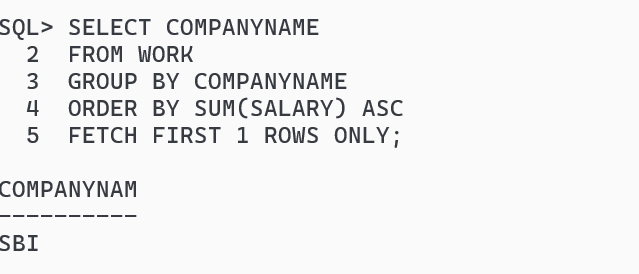 SQL> SELECT COMPANYNAME
  2  FROM WORK
  3  GROUP BY COMPANYNAME
  4  ORDER BY SUM(SALARY) ASC
  5  FETCH FIRST 1 ROWS ONLY;

COMPANYNAM
----------
SBI